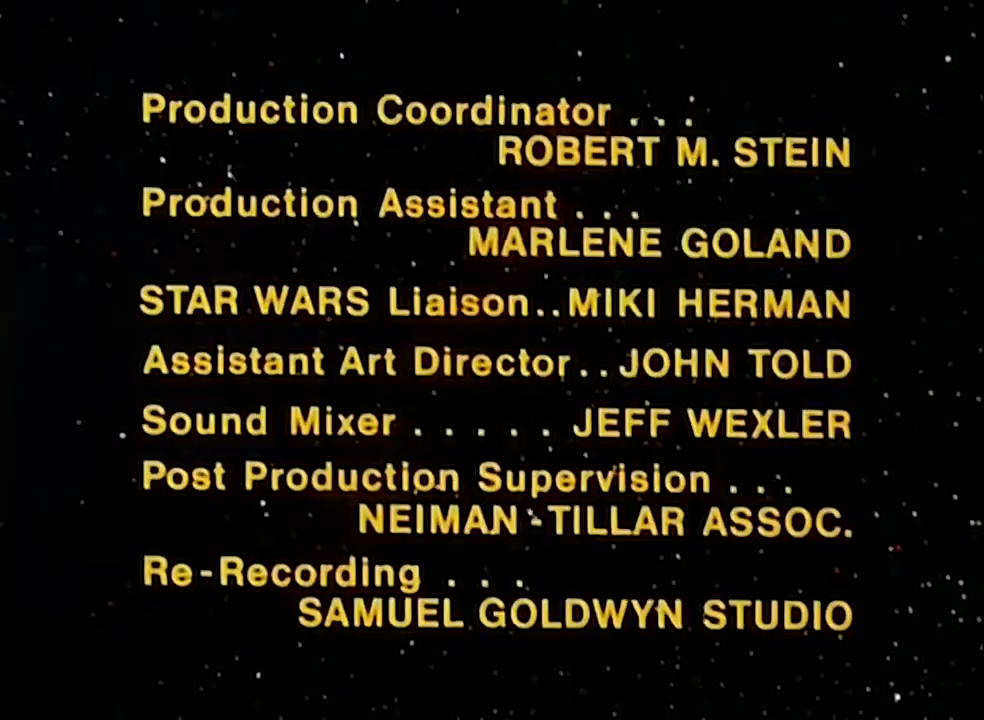 Production Coordinator . . .
ROBERT M. STEIN
Production Assistant . . .
MARLENE GOLAND
STAR WARS Liaison..MIKI HERMAN
Assistant Art Director..JOHN TOLD
Sound Mixer . . . . . JEFF WEXLER
Post Production Supervision . . .
NEIMAN-TILLAR ASSOC.
Re-Recording . . .
SAMUEL GOLDWYN STUDIO